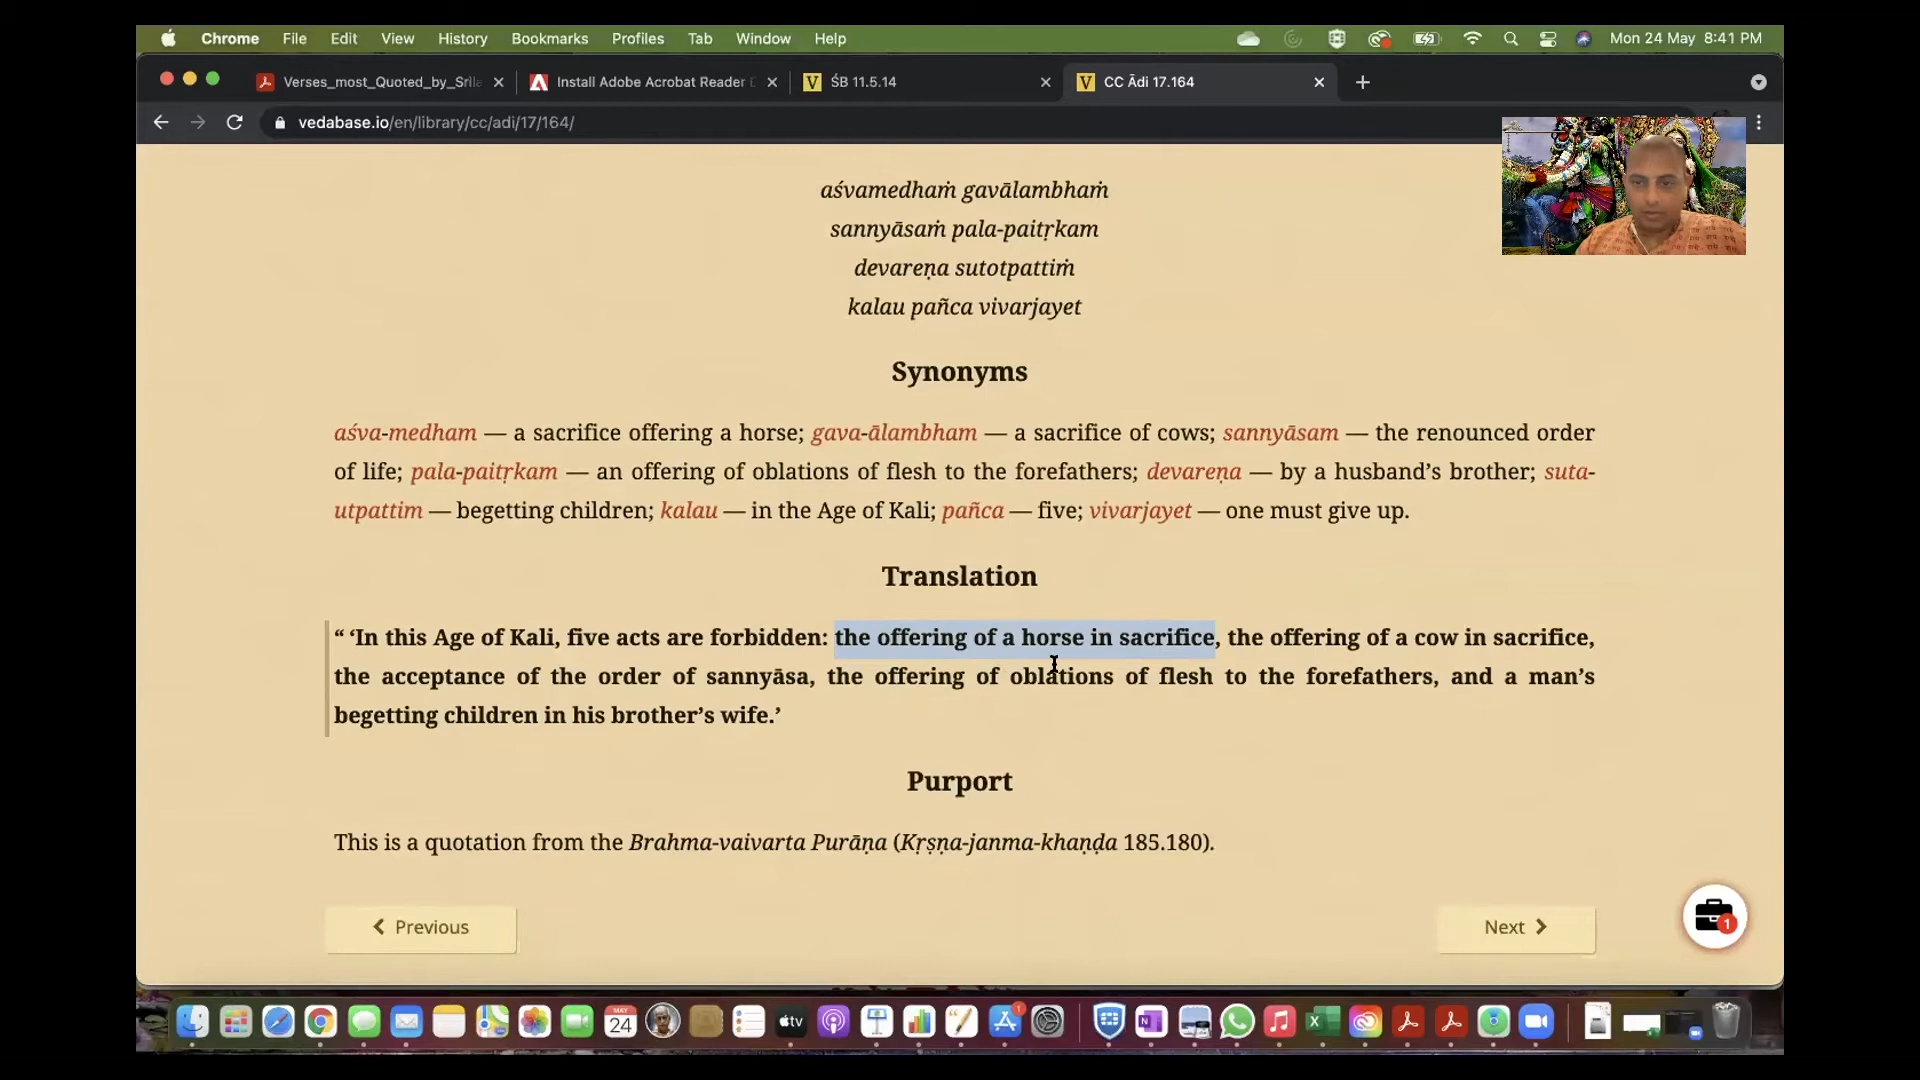 Chrome File Edit View History Bookmarks Profiles Tab Window Help Mon 24 May 8:41 PM
Verses_most_Quoted_by_Srila Install Adobe Acrobat Reader ŚB 11.5.14 CC Ādi 17.164
vedabase.io/en/library/cc/adi/17/164/
aśvamedhaṁ gavālambhaṁ
sannyāsaṁ pala-paitṛkam
devareṇa sutotpattiṁ
kalau pañca vivarjayet
Synonyms
aśva-medham — a sacrifice offering a horse; gava-ālambham — a sacrifice of cows; sannyāsam — the renounced order
of life; pala-paitṛkam — an offering of oblations of flesh to the forefathers; devareṇa — by a husband’s brother; suta-
utpattim — begetting children; kalau — in the Age of Kali; pañca — five; vivarjayet — one must give up.
Translation
“ ‘In this Age of Kali, five acts are forbidden: the offering of a horse in sacrifice, the offering of a cow in sacrifice,
the acceptance of the order of sannyāsa, the offering of oblations of flesh to the forefathers, and a man’s
begetting children in his brother’s wife.’
Purport
This is a quotation from the Brahma-vaivarta Purāṇa (Kṛṣṇa-janma-khaṇḍa 185.180).
Previous Next
1
MAY
24
tv
1